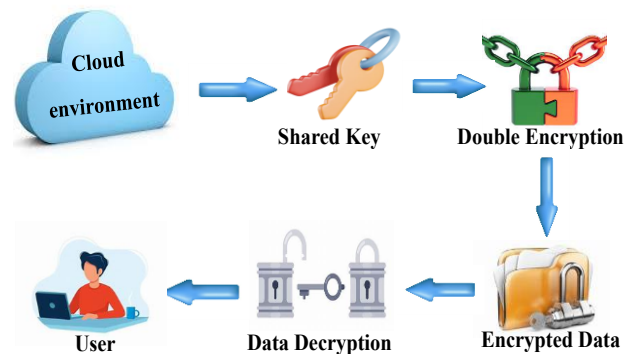 Cloud
environment
Shared Key
Double Encryption
User
Data Decryption
Encrypted Data